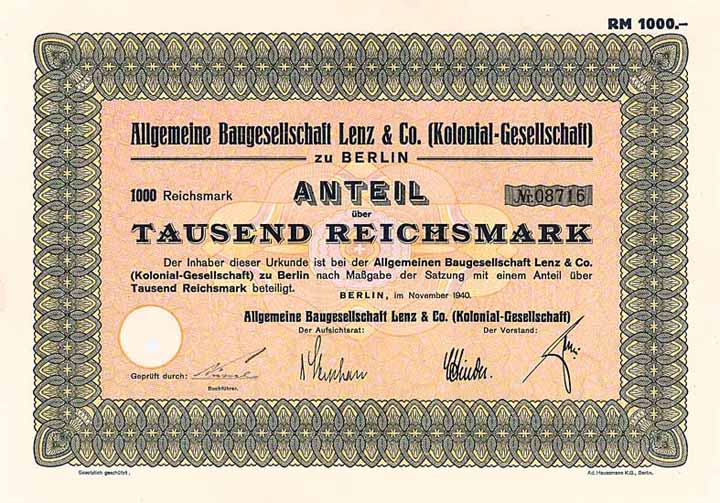 RM 1000.–
Allgemeine Baugesellschaft Lenz & Co. (Kolonial-Gesellschaft)
zu BERLIN
1000 Reichsmark ANTEIL Nr. 08716
über
TAUSEND REICHSMARK
Der Inhaber dieser Urkunde ist bei der Allgemeinen Baugesellschaft Lenz & Co.
(Kolonial-Gesellschaft) zu Berlin nach Maßgabe der Satzung mit einem Anteil über
Tausend Reichsmark beteiligt.
BERLIN, im November 1940.
Allgemeine Baugesellschaft Lenz & Co. (Kolonial-Gesellschaft)
Der Aufsichtsrat: Der Vorstand:
Geprüft durch:
Buchführer.
Gesetzlich geschützt. Ad. Haussmann K.G., Berlin.